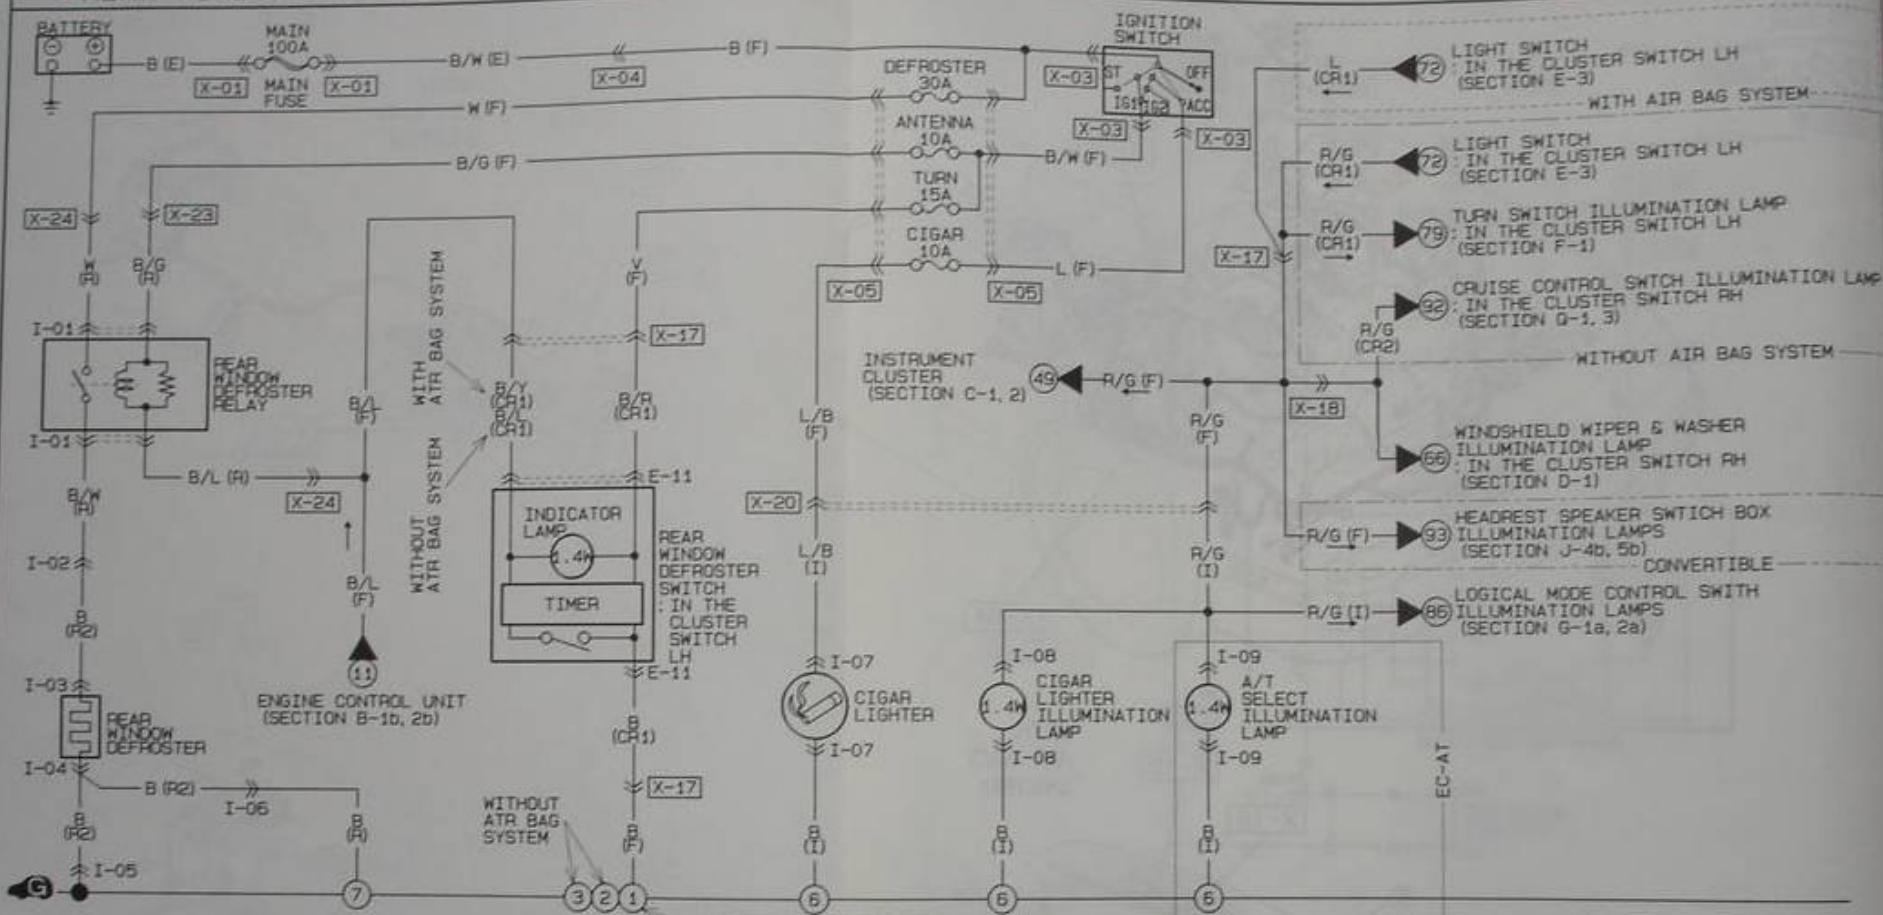 BATTERY
B (E)
X-01
MAIN
100A
MAIN
FUSE
X-01
B/W (E)
X-04
B (F)
DEFROSTER
30A
X-03
IGNITION
SWITCH
ST
OFF
IG1
IG2
ACC
X-03
X-03
W (F)
ANTENNA
10A
B/W (F)
B/G (F)
TURN
15A
CIGAR
10A
L (F)
X-05
X-05
L
(CR1)
72
LIGHT SWITCH
: IN THE CLUSTER SWITCH LH
(SECTION E-3)
WITH AIR BAG SYSTEM
R/G
(CR1)
72
LIGHT SWITCH
: IN THE CLUSTER SWITCH LH
(SECTION E-3)
R/G
(CR1)
79
TURN SWITCH ILLUMINATION LAMP
: IN THE CLUSTER SWITCH LH
(SECTION F-1)
X-17
92
CRUISE CONTROL SWTCH ILLUMINATION LAMP
: IN THE CLUSTER SWITCH RH
(SECTION Q-1, 3)
R/G
(CR2)
WITHOUT AIR BAG SYSTEM
X-24
X-23
W
(R)
B/G
(R)
I-01
REAR
WINDOW
DEFROSTER
RELAY
I-01
B/L (R)
X-24
B/L
(F)
WITH
ATR BAG SYSTEM
B/Y
(CR1)
B/L
(CR1)
WITHOUT
ATR BAG SYSTEM
V
(F)
X-17
B/R
(CR1)
E-11
L/B
(F)
INSTRUMENT
CLUSTER
(SECTION C-1, 2)
49
R/G (F)
X-18
R/G
(F)
66
WINDSHIELD WIPER & WASHER
ILLUMINATION LAMP
: IN THE CLUSTER SWITCH RH
(SECTION D-1)
X-20
R/G (F)
93
HEADREST SPEAKER SWTICH BOX
ILLUMINATION LAMPS
(SECTION J-4b, 5b)
CONVERTIBLE
R/G (I)
86
LOGICAL MODE CONTROL SWITH
ILLUMINATION LAMPS
(SECTION G-1a, 2a)
B/W
(R)
I-02
B
(R2)
I-03
REAR
WINDOW
DEFROSTER
I-04
B (R2)
I-06
B
(R2)
I-05
B
(R)
B/L
(F)
11
ENGINE CONTROL UNIT
(SECTION B-1b, 2b)
INDICATOR
LAMP
1.4W
TIMER
REAR
WINDOW
DEFROSTER
SWITCH
: IN THE
CLUSTER
SWITCH
LH
E-11
B
(CR1)
X-17
B
(F)
WITHOUT
ATR BAG
SYSTEM
L/B
(I)
I-07
CIGAR
LIGHTER
I-07
B
(I)
R/G
(I)
I-08
1.4W
CIGAR
LIGHTER
ILLUMINATION
LAMP
I-08
B
(I)
I-09
1.4W
A/T
SELECT
ILLUMINATION
LAMP
I-09
B
(I)
EC-AT
G
7
3
2
1
6
6
6